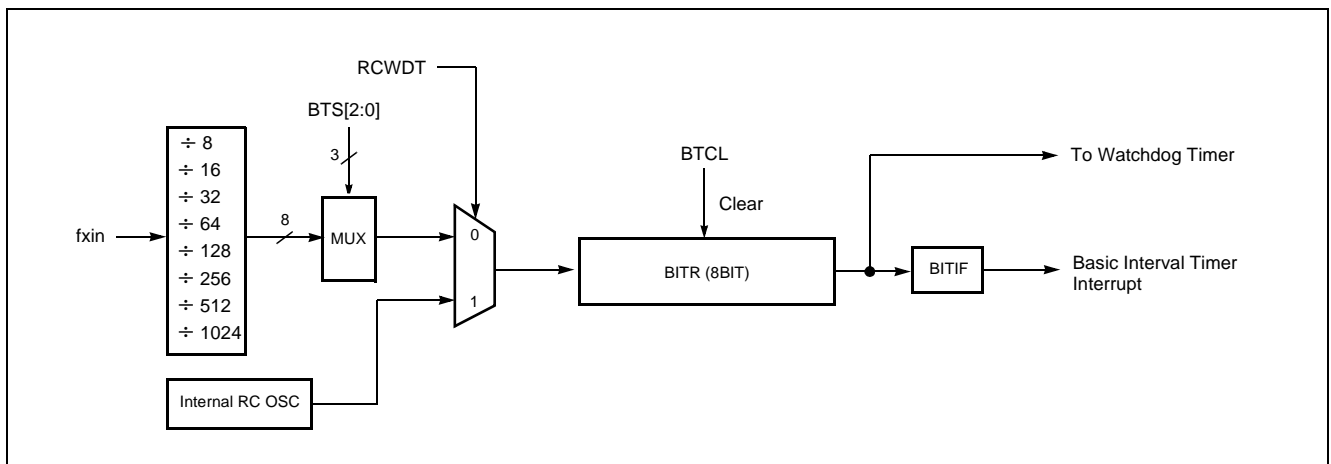 RCWDT
BTS[2:0]
3
÷ 8
÷ 16
÷ 32
÷ 64
÷ 128
÷ 256
÷ 512
÷ 1024
fxin
8
MUX
0
1
Internal RC OSC
BTCL
Clear
BITR (8BIT)
To Watchdog Timer
BITIF
Basic Interval Timer
Interrupt